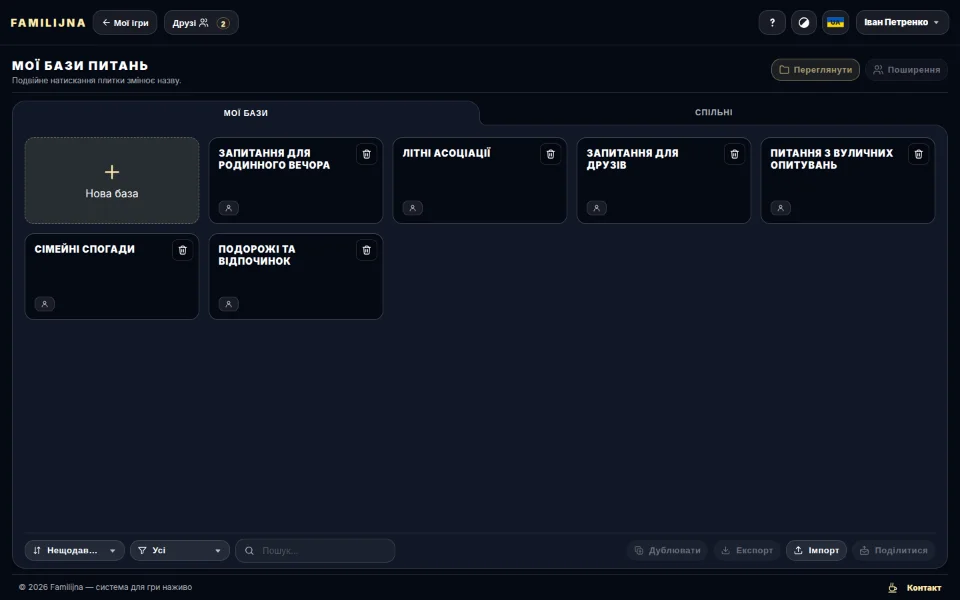 FAMILIJNA
← Мої ігри
Друзі 2
?
UA
Іван Петренко
МОЇ БАЗИ ПИТАНЬ
Подвійне натискання плитки змінює назву.
Переглянути
Поширення
МОЇ БАЗИ
СПІЛЬНІ
+
Нова база
ЗАПИТАННЯ ДЛЯ
РОДИННОГО ВЕЧОРА
ЛІТНІ АСОЦІАЦІЇ
ЗАПИТАННЯ ДЛЯ
ДРУЗІВ
ПИТАННЯ З ВУЛИЧНИХ
ОПИТУВАНЬ
СІМЕЙНІ СПОГАДИ
ПОДОРОЖІ ТА
ВІДПОЧИНОК
Нещодав...
Усі
Пошук...
Дублювати
Експорт
Імпорт
Поділитися
© 2026 Familijna — система для гри наживо
Контакт